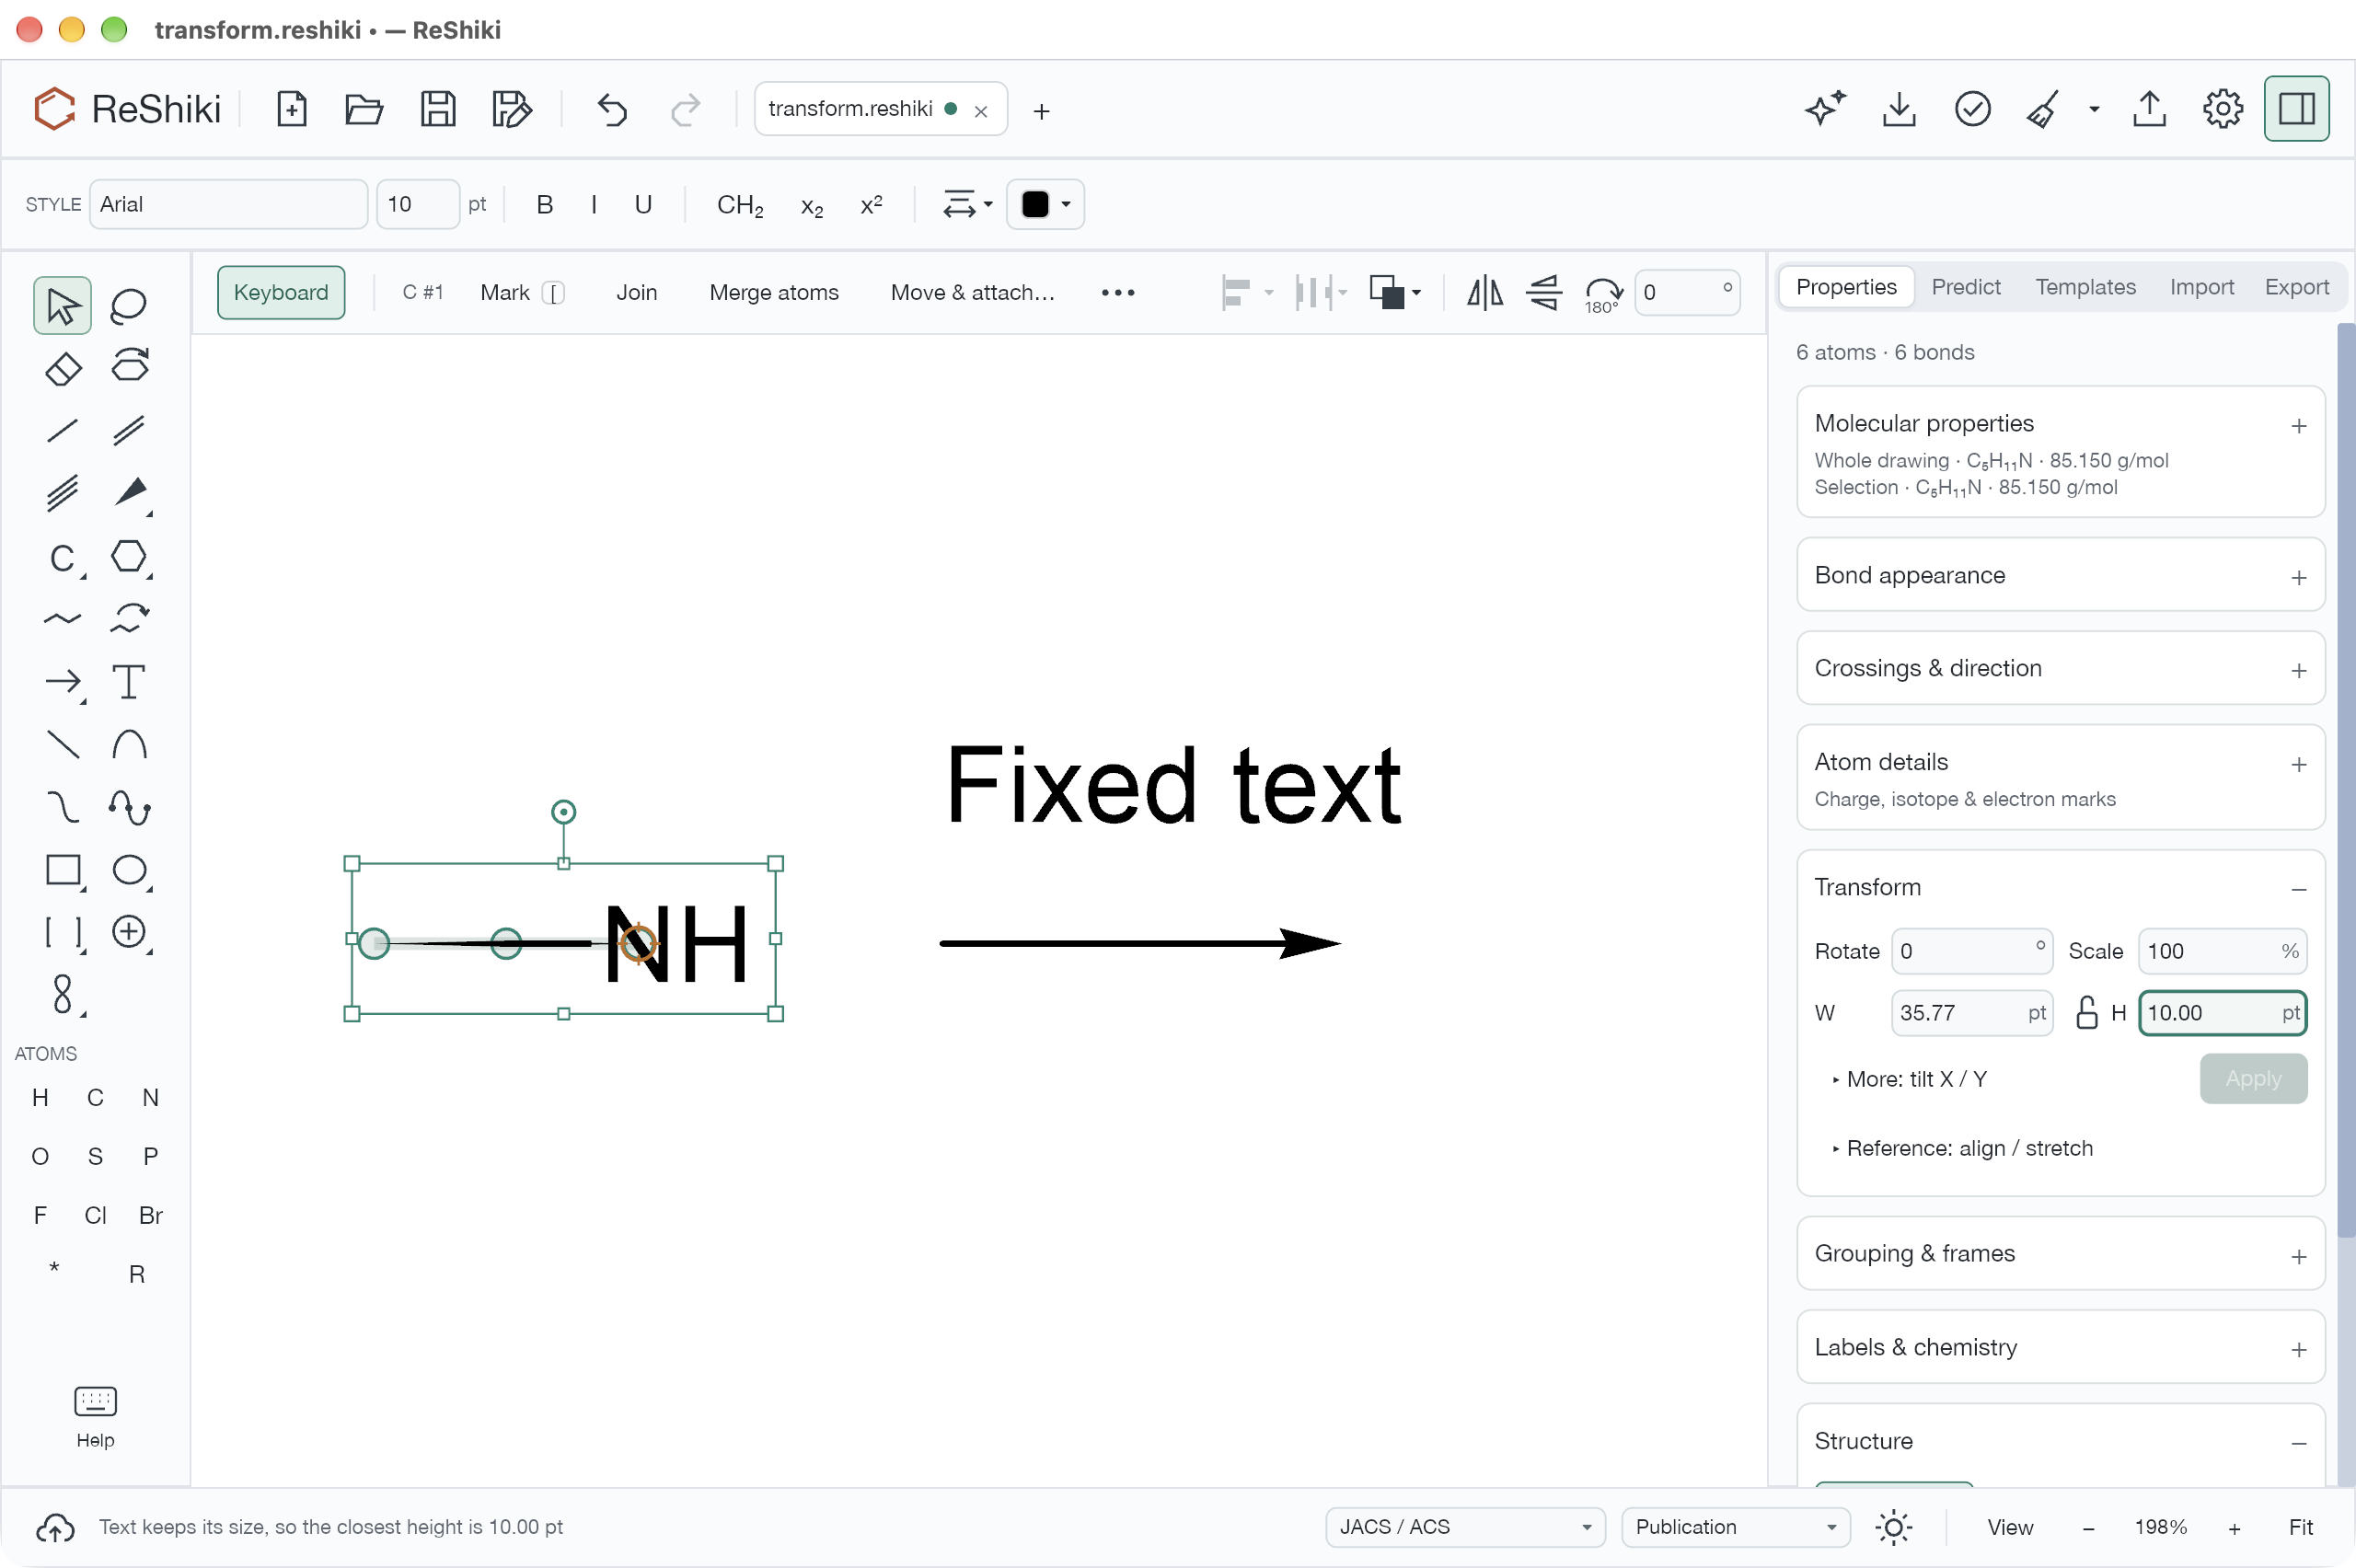 transform.reshiki • — ReShiki
ReShiki
transform.reshiki
STYLE Arial 10 pt B I U CH₂ x₂ x²
Keyboard C #1 Mark [ Join Merge atoms Move & attach... ••• 180° 0 °
Properties Predict Templates Import Export
6 atoms · 6 bonds
Molecular properties
Whole drawing · C₅H₁₁N · 85.150 g/mol
Selection · C₅H₁₁N · 85.150 g/mol
Bond appearance
Crossings & direction
Atom details
Charge, isotope & electron marks
Transform
Rotate 0 ° Scale 100 %
W 35.77 pt H 10.00 pt
More: tilt X / Y Apply
Reference: align / stretch
Grouping & frames
Labels & chemistry
Structure
C
T
[ ]
ATOMS
H C N
O S P
F Cl Br
* R
Help
Fixed text
NH
Text keeps its size, so the closest height is 10.00 pt
JACS / ACS Publication View – 198% + Fit